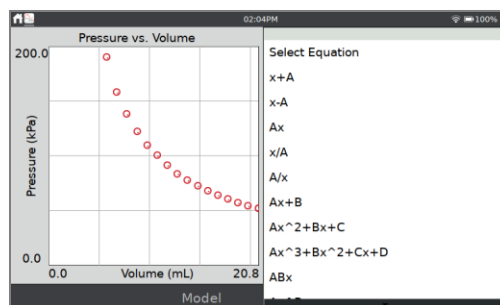 02:04PM
100%
Pressure vs. Volume
200.0
Pressure (kPa)
0.0
0.0
Volume (mL)
20.8
Model
Select Equation
x+A
x-A
Ax
x/A
A/x
Ax+B
Ax^2+Bx+C
Ax^3+Bx^2+Cx+D
ABx